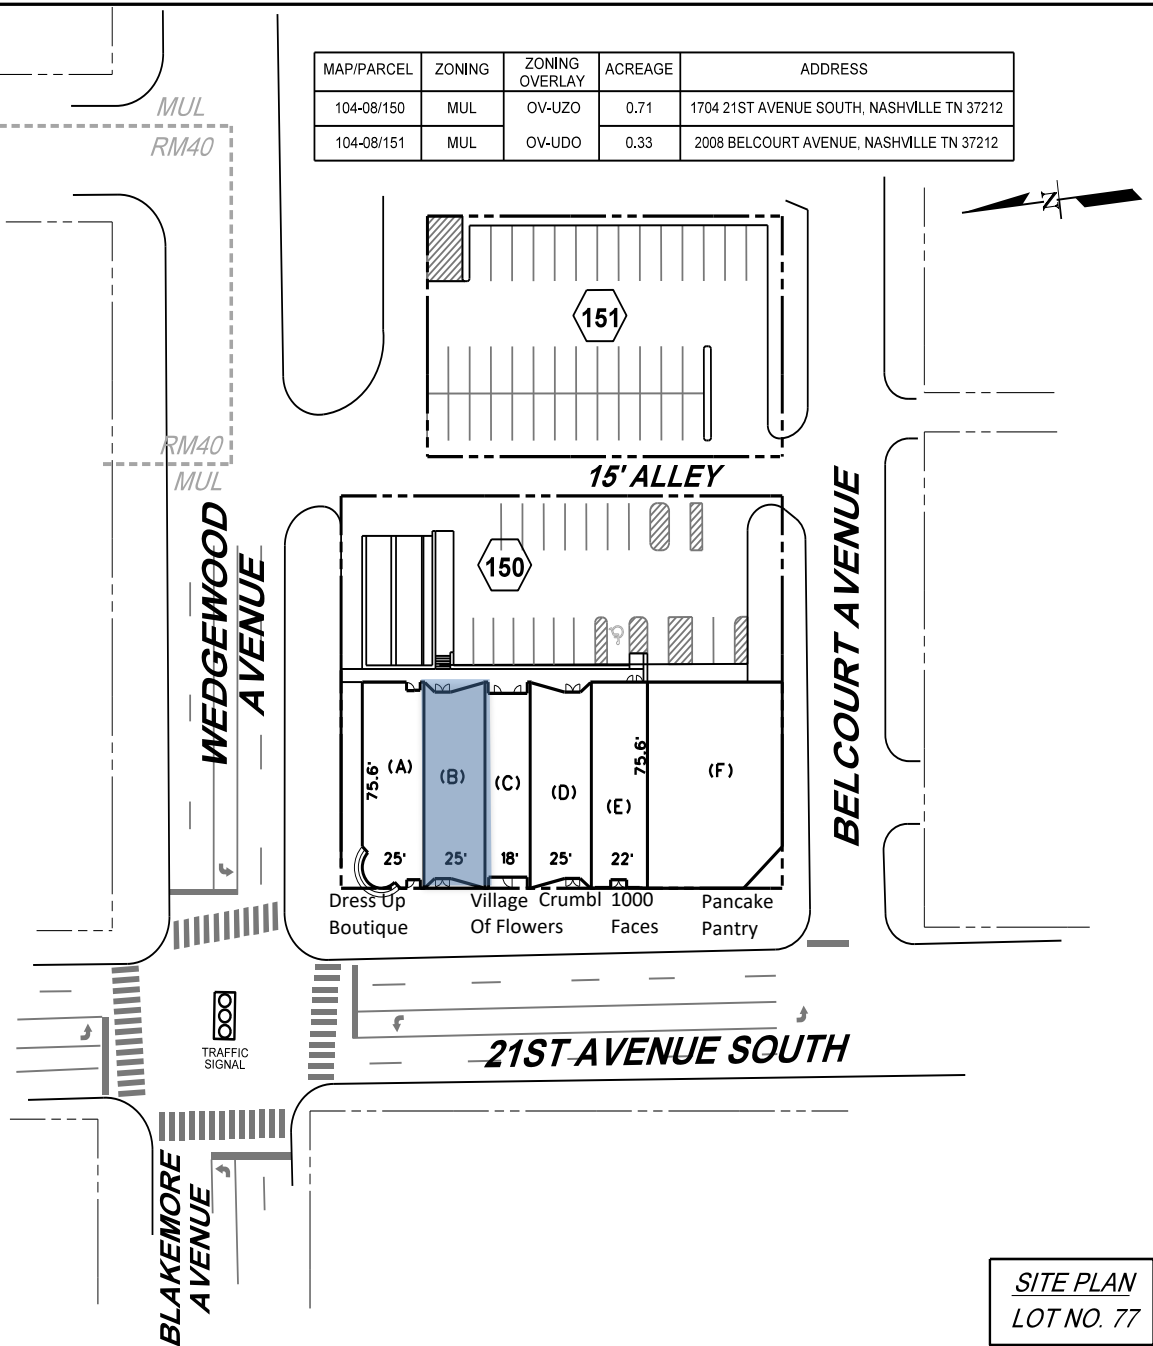 MAP/PARCEL ZONING ZONING OVERLAY ACREAGE ADDRESS
104-08/150 MUL OV-UZO 0.71 1704 21ST AVENUE SOUTH, NASHVILLE TN 37212
104-08/151 MUL OV-UDO 0.33 2008 BELCOURT AVENUE, NASHVILLE TN 37212
MUL
RM40
N
151
RM40
MUL
15' ALLEY
150
WEDGEWOOD
AVENUE
BELCOURT AVENUE
75.6'
(A)
(B)
(C)
(D)
(E)
75.6'
(F)
25'
25'
18'
25'
22'
Dress Up
Boutique
Village
Of Flowers
Crumbl
1000
Faces
Pancake
Pantry
TRAFFIC
SIGNAL
21ST AVENUE SOUTH
BLAKEMORE
AVENUE
SITE PLAN
LOT NO. 77